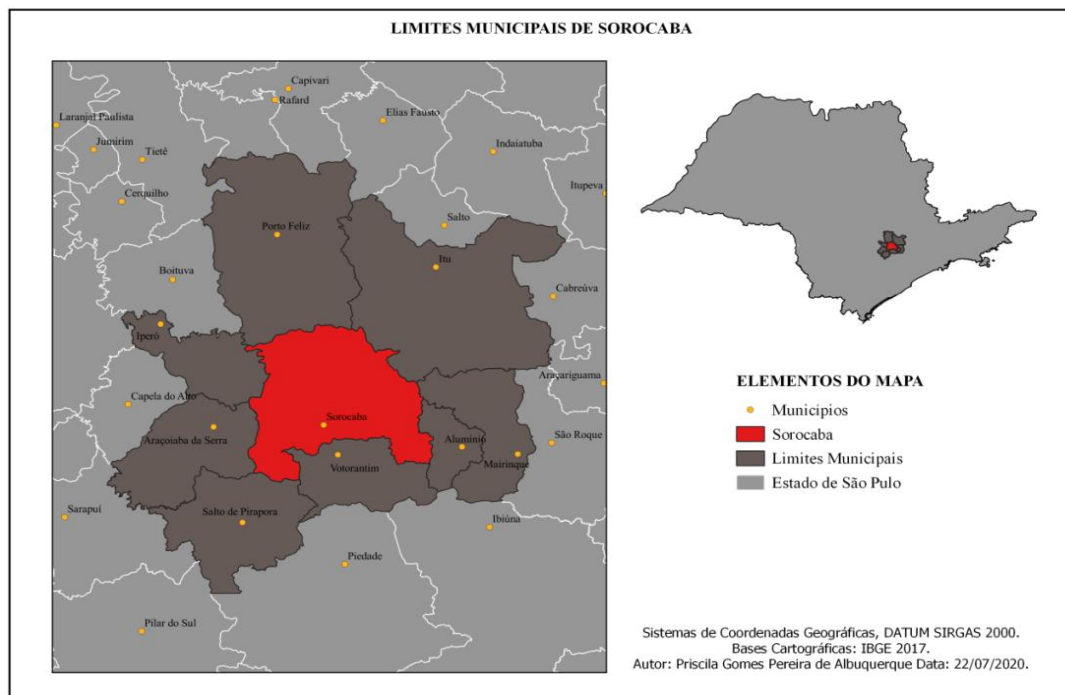 LIMITES MUNICIPAIS DE SOROCABA
Capivari
Rafard
Elias Fausto
Laranjel Paulista
Jumirim
Tietê
Indaiatuba
Itupeva
Cerquilho
Salto
Porto Feliz
Itu
Boituva
Cabreúva
Iperó
Araçariguama
Capela do Alto
Sorocaba
Araçoiaba da Serra
Alumínio
São Roque
Votorantim
Mairinque
Sarapuí
Salto de Pirapora
Ibiúna
Piedade
Pilar do Sul
ELEMENTOS DO MAPA
Municípios
Sorocaba
Limites Municipais
Estado de São Pulo
Sistemas de Coordenadas Geográficas, DATUM SIRGAS 2000.
Bases Cartográficas: IBGE 2017.
Autor: Priscila Gomes Pereira de Albuquerque Data: 22/07/2020.